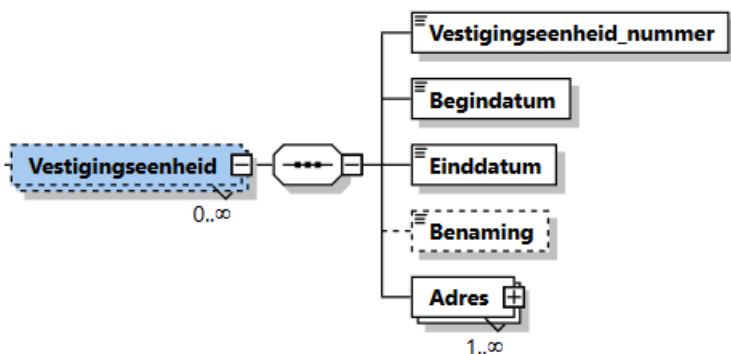 Vestigingseenheid_nummer
Begindatum
Vestigingseenheid
0..∞
Einddatum
Benaming
Adres
1..∞